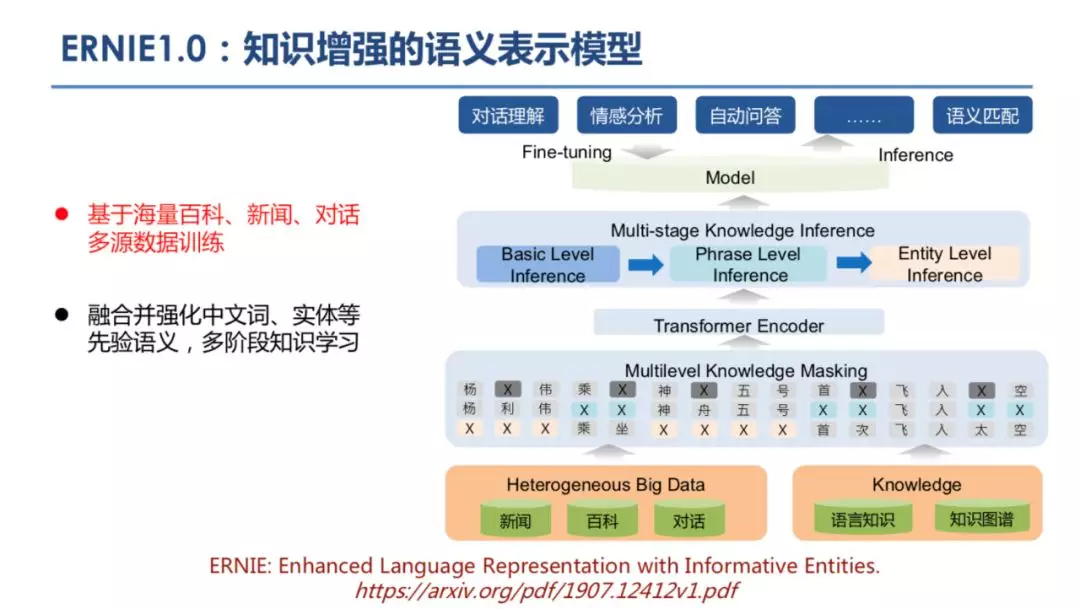 ERNIE1.0：知识增强的语义表示模型
基于海量百科、新闻、对话
多源数据训练
融合并强化中文词、实体等
先验语义，多阶段知识学习
对话理解 情感分析 自动问答 …… 语义匹配
Fine-tuning Inference
Model
Multi-stage Knowledge Inference
Basic Level Phrase Level Entity Level
Inference Inference Inference
Transformer Encoder
Multilevel Knowledge Masking
杨 X 伟 乘 X 神 X 五 号 首 X 飞 入 X 空
杨 利 伟 X X 神 舟 五 号 X X 飞 入 X X
X X X 乘 坐 X X X X 首 次 飞 入 太 空
Heterogeneous Big Data Knowledge
新闻 百科 对话 语言知识 知识图谱
ERNIE: Enhanced Language Representation with Informative Entities.
https://arxiv.org/pdf/1907.12412v1.pdf